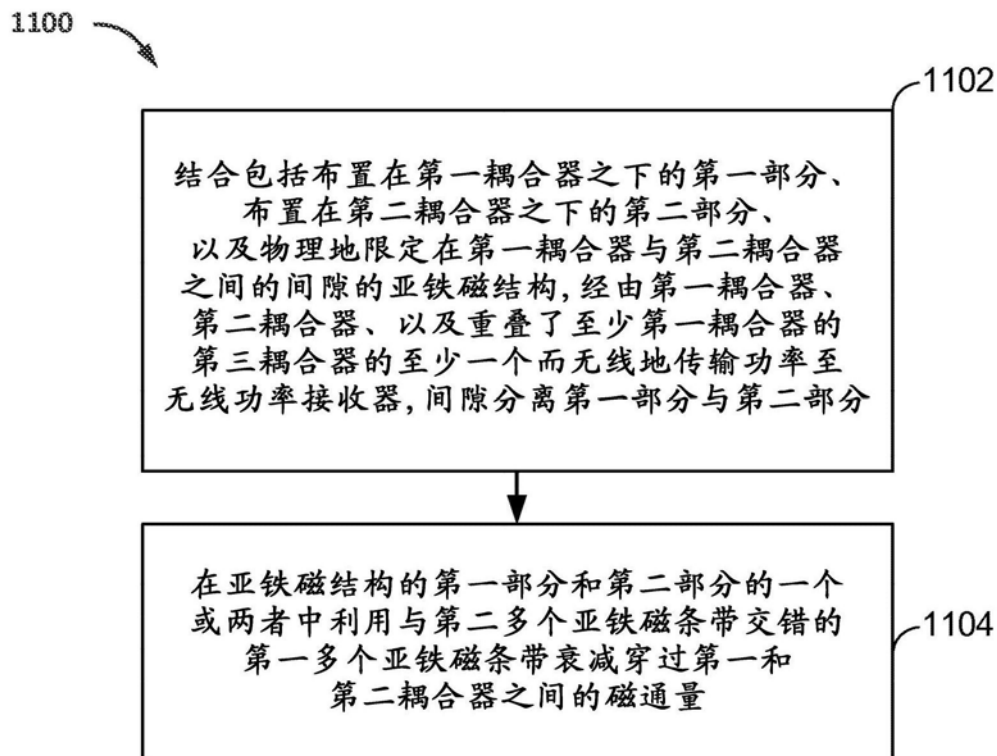 1100
1102
结合包括布置在第一耦合器之下的第一部分、
布置在第二耦合器之下的第二部分、
以及物理地限定在第一耦合器与第二耦合器
之间的间隙的亚铁磁结构,经由第一耦合器、
第二耦合器、以及重叠了至少第一耦合器的
第三耦合器的至少一个而无线地传输功率至
无线功率接收器,间隙分离第一部分与第二部分
在亚铁磁结构的第一部分和第二部分的一个
或两者中利用与第二多个亚铁磁条带交错的
第一多个亚铁磁条带衰减穿过第一和
第二耦合器之间的磁通量
1104